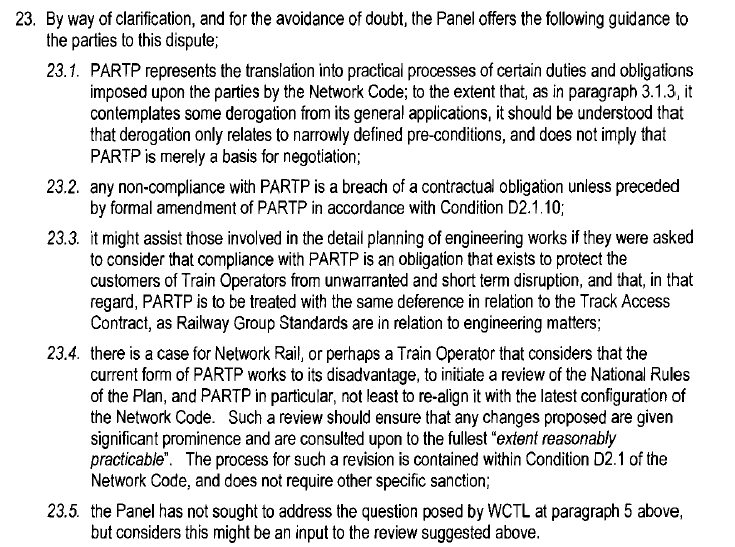 23. By way of clarification, and for the avoidance of doubt, the Panel offers the following guidance to
the parties to this dispute;
23.1. PARTP represents the translation into practical processes of certain duties and obligations
imposed upon the parties by the Network Code; to the extent that, as in paragraph 3.1.3, it
contemplates some derogation from its general applications, it should be understood that
that derogation only relates to narrowly defined pre-conditions, and does not imply that
PARTP is merely a basis for negotiation;
23.2. any non-compliance with PARTP is a breach of a contractual obligation unless preceded
by formal amendment of PARTP in accordance with Condition D2.1.10;
23.3. it might assist those involved in the detail planning of engineering works if they were asked
to consider that compliance with PARTP is an obligation that exists to protect the
customers of Train Operators from unwarranted and short term disruption, and that, in that
regard, PARTP is to be treated with the same deference in relation to the Track Access
Contract, as Railway Group Standards are in relation to engineering matters;
23.4. there is a case for Network Rail, or perhaps a Train Operator that considers that the
current form of PARTP works to its disadvantage, to initiate a review of the National Rules
of the Plan, and PARTP in particular, not least to re-align it with the latest configuration of
the Network Code. Such a review should ensure that any changes proposed are given
significant prominence and are consulted upon to the fullest "extent reasonably
practicable". The process for such a revision is contained within Condition D2.1 of the
Network Code, and does not require other specific sanction;
23.5. the Panel has not sought to address the question posed by WCTL at paragraph 5 above,
but considers this might be an input to the review suggested above.